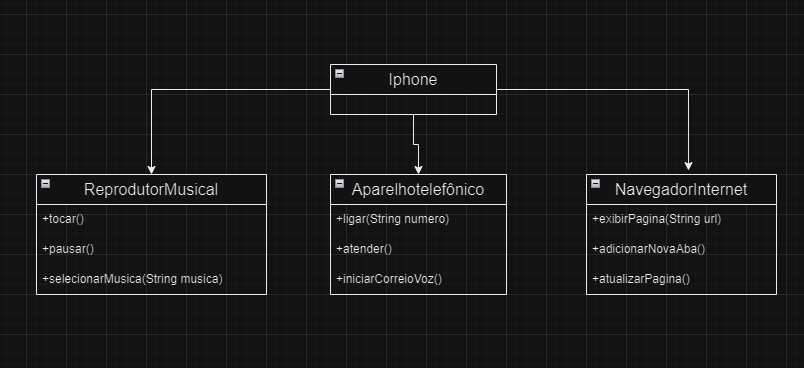 Iphone
ReprodutorMusical
+tocar()
+pausar()
+selecionarMusica(String musica)
Aparelhotelefônico
+ligar(String numero)
+atender()
+iniciarCorreioVoz()
NavegadorInternet
+exibirPagina(String url)
+adicionarNovaAba()
+atualizarPagina()